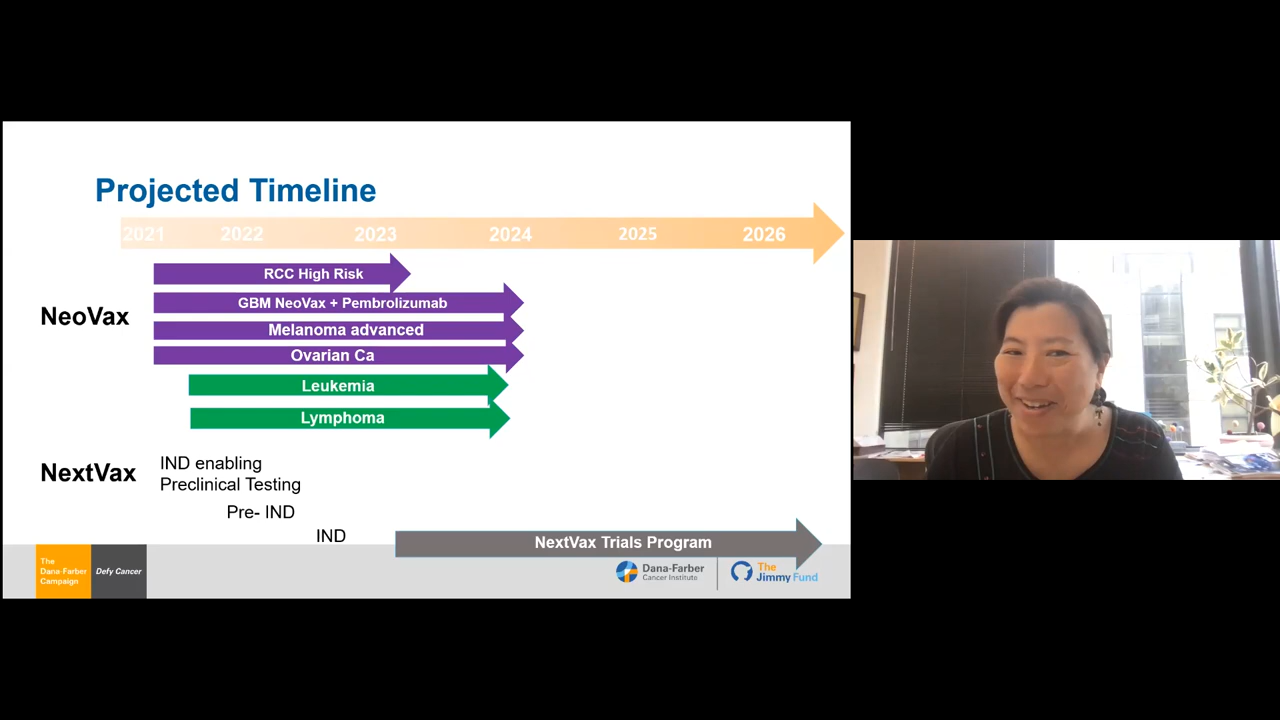 Projected Timeline
2021 2022 2023 2024 2025 2026
RCC High Risk
NeoVax
GBM NeoVax + Pembrolizumab
Melanoma advanced
Ovarian Ca
Leukemia
Lymphoma
NextVax
IND enabling
Preclinical Testing
Pre- IND
IND
NextVax Trials Program
The
Dana-Farber
Campaign
Defy Cancer
Dana-Farber
Cancer Institute
The
Jimmy Fund